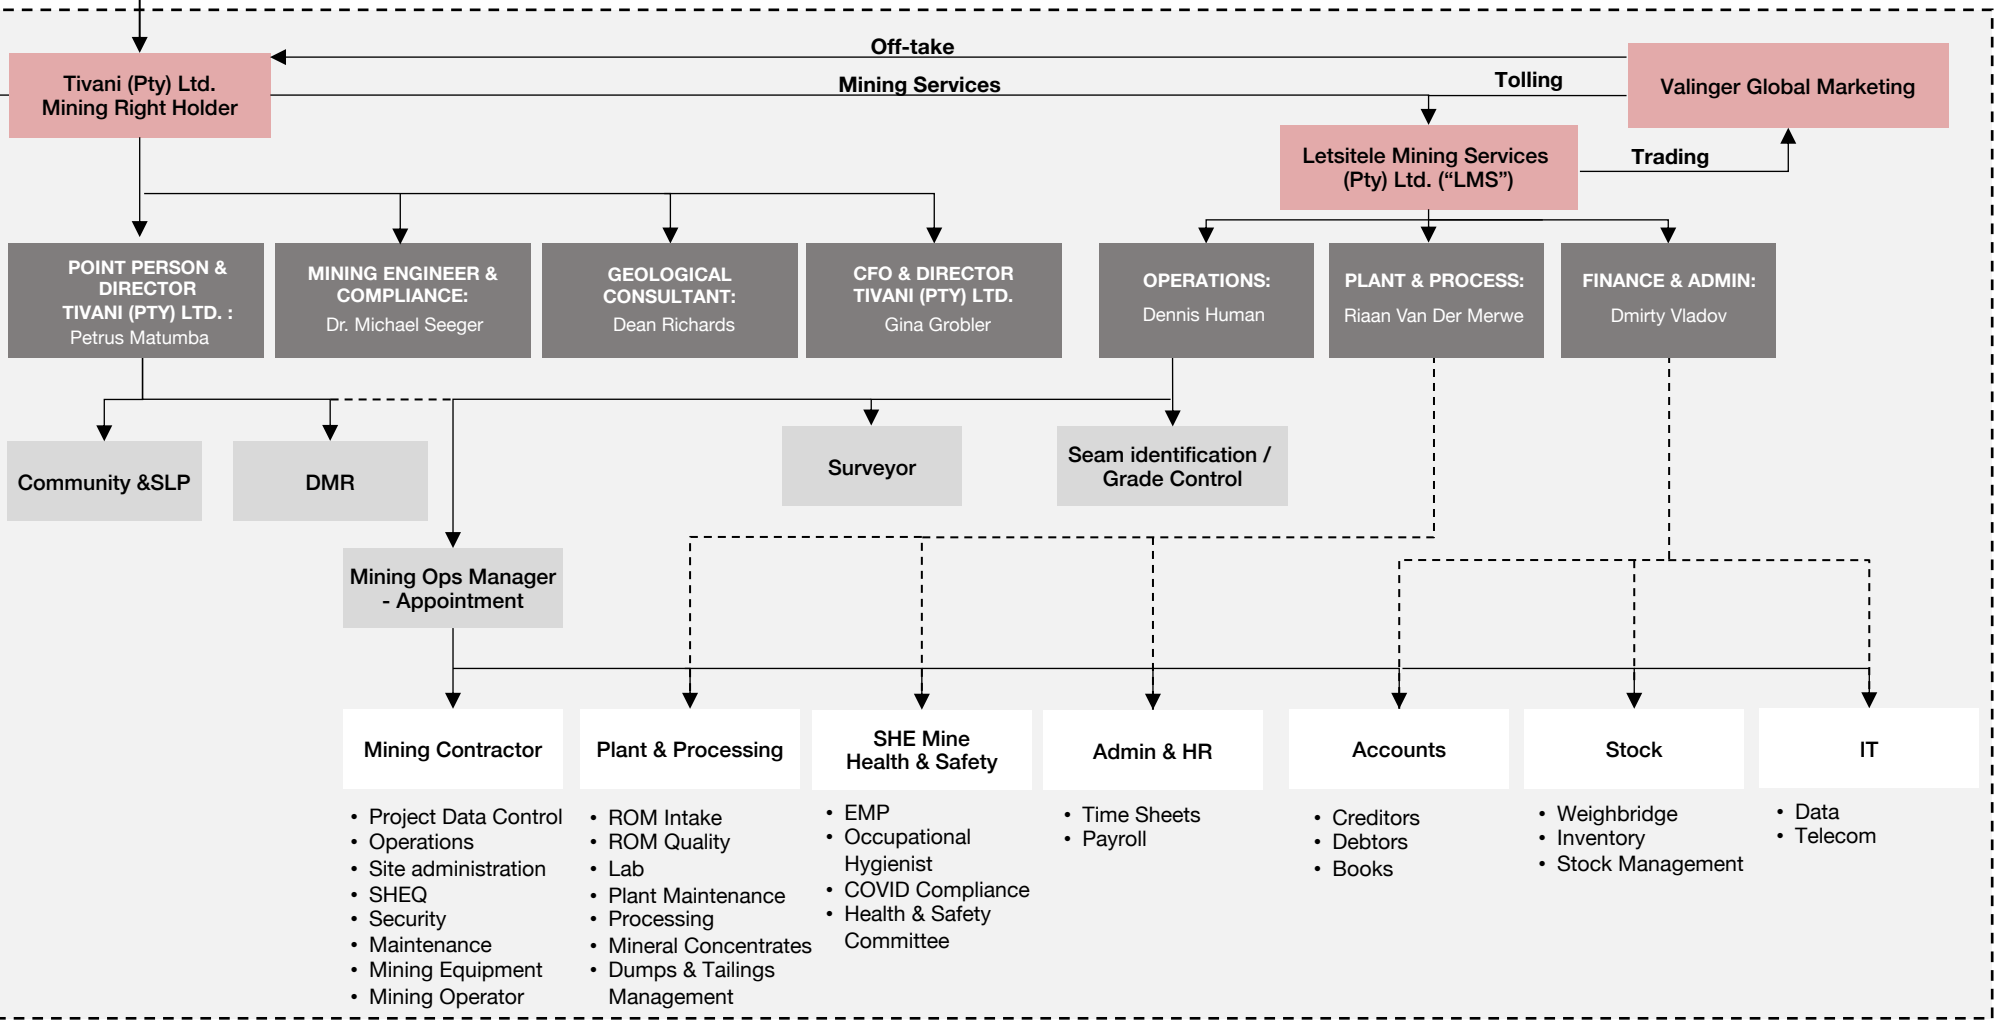 Off-take
Tivani (Pty) Ltd.
Mining Right Holder
Mining Services
Tolling
Valinger Global Marketing
Letsitele Mining Services
(Pty) Ltd. (“LMS”)
Trading
POINT PERSON &
DIRECTOR
TIVANI (PTY) LTD. :
Petrus Matumba
MINING ENGINEER &
COMPLIANCE:
Dr. Michael Seeger
GEOLOGICAL
CONSULTANT:
Dean Richards
CFO & DIRECTOR
TIVANI (PTY) LTD.
Gina Grobler
OPERATIONS:
Dennis Human
PLANT & PROCESS:
Riaan Van Der Merwe
FINANCE & ADMIN:
Dmirty Vladov
Community &SLP
DMR
Surveyor
Seam identification /
Grade Control
Mining Ops Manager
- Appointment
Mining Contractor
• Project Data Control
• Operations
• Site administration
• SHEQ
• Security
• Maintenance
• Mining Equipment
• Mining Operator
Plant & Processing
• ROM Intake
• ROM Quality
• Lab
• Plant Maintenance
• Processing
• Mineral Concentrates
• Dumps & Tailings
Management
SHE Mine
Health & Safety
• EMP
• Occupational
Hygienist
• COVID Compliance
• Health & Safety
Committee
Admin & HR
• Time Sheets
• Payroll
Accounts
• Creditors
• Debtors
• Books
Stock
• Weighbridge
• Inventory
• Stock Management
IT
• Data
• Telecom